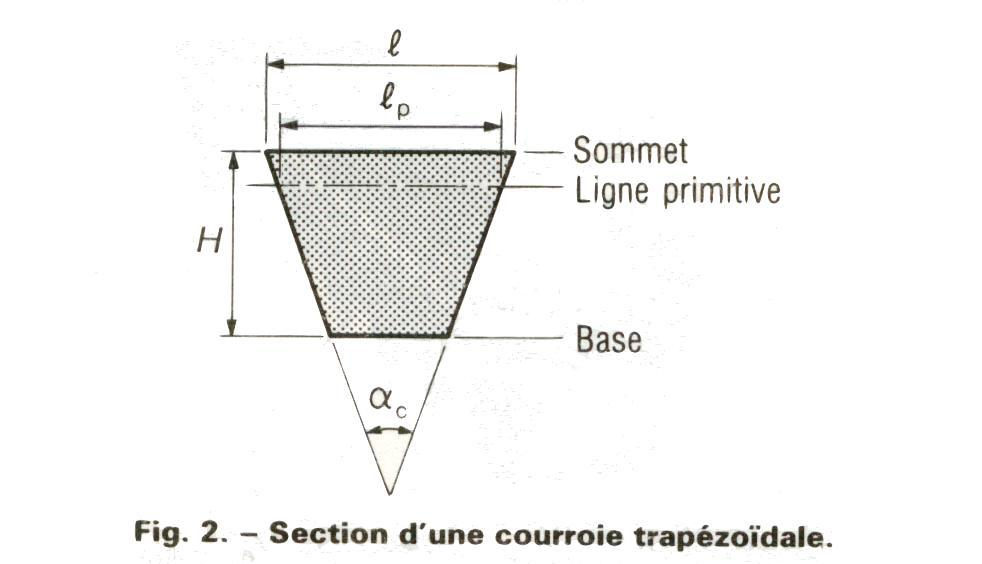 ℓ
ℓp
Sommet
Ligne primitive
H
Base
αc
Fig. 2. – Section d'une courroie trapézoïdale.